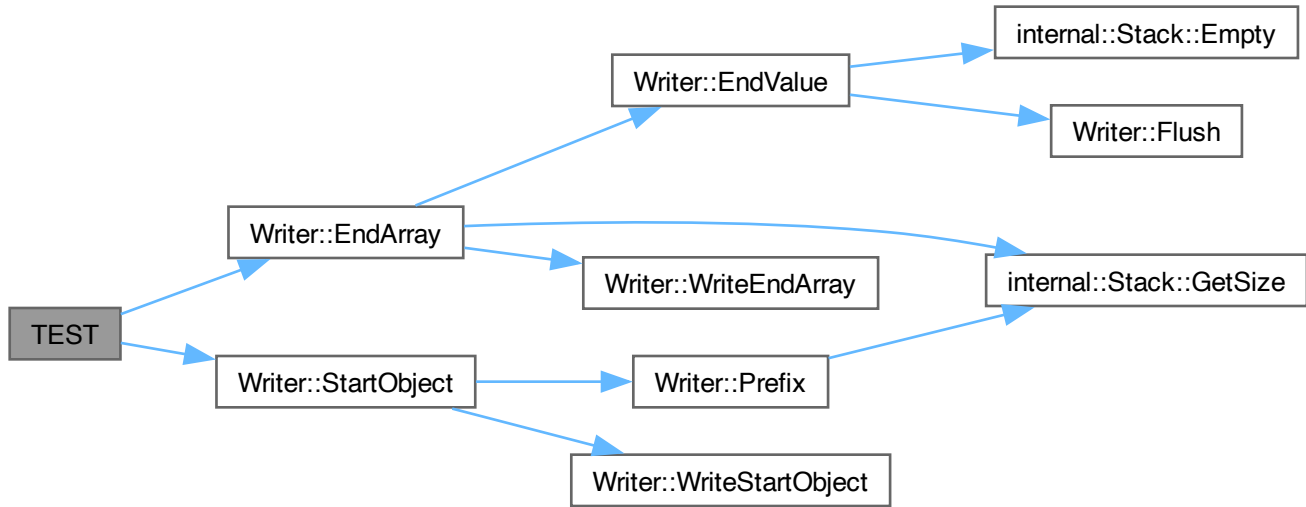 internal::Stack::Empty
Writer::EndValue
Writer::Flush
Writer::EndArray
Writer::WriteEndArray
internal::Stack::GetSize
TEST
Writer::StartObject
Writer::Prefix
Writer::WriteStartObject